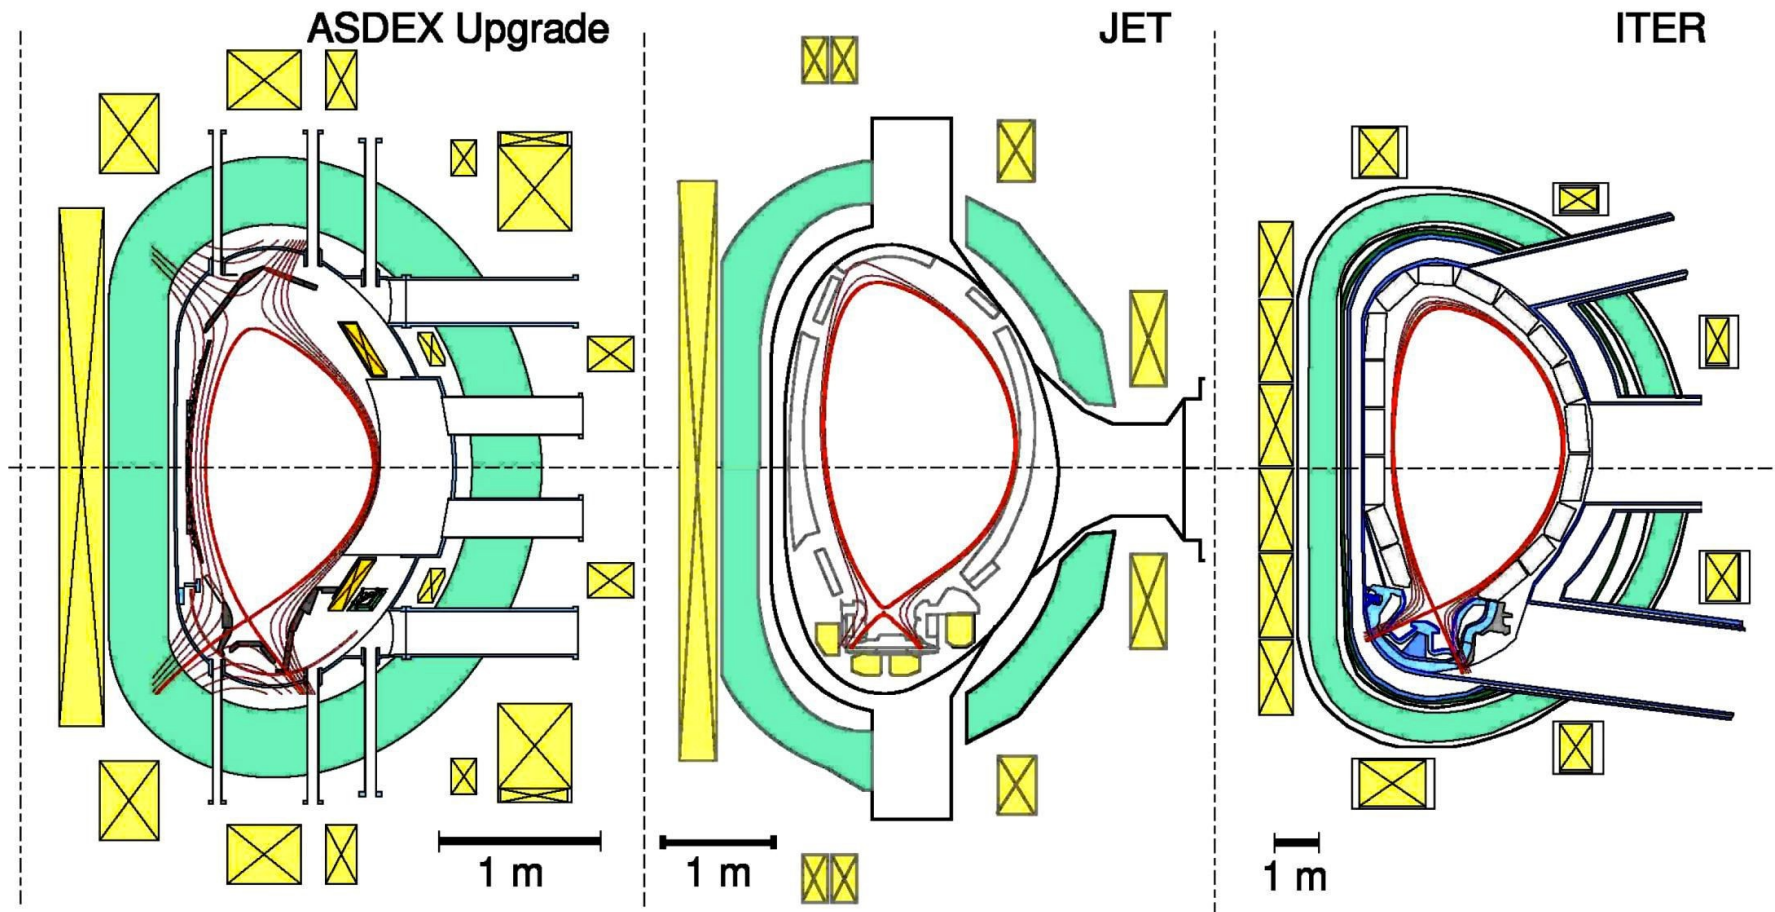 ASDEX Upgrade
JET
ITER
1 m
1 m
1 m